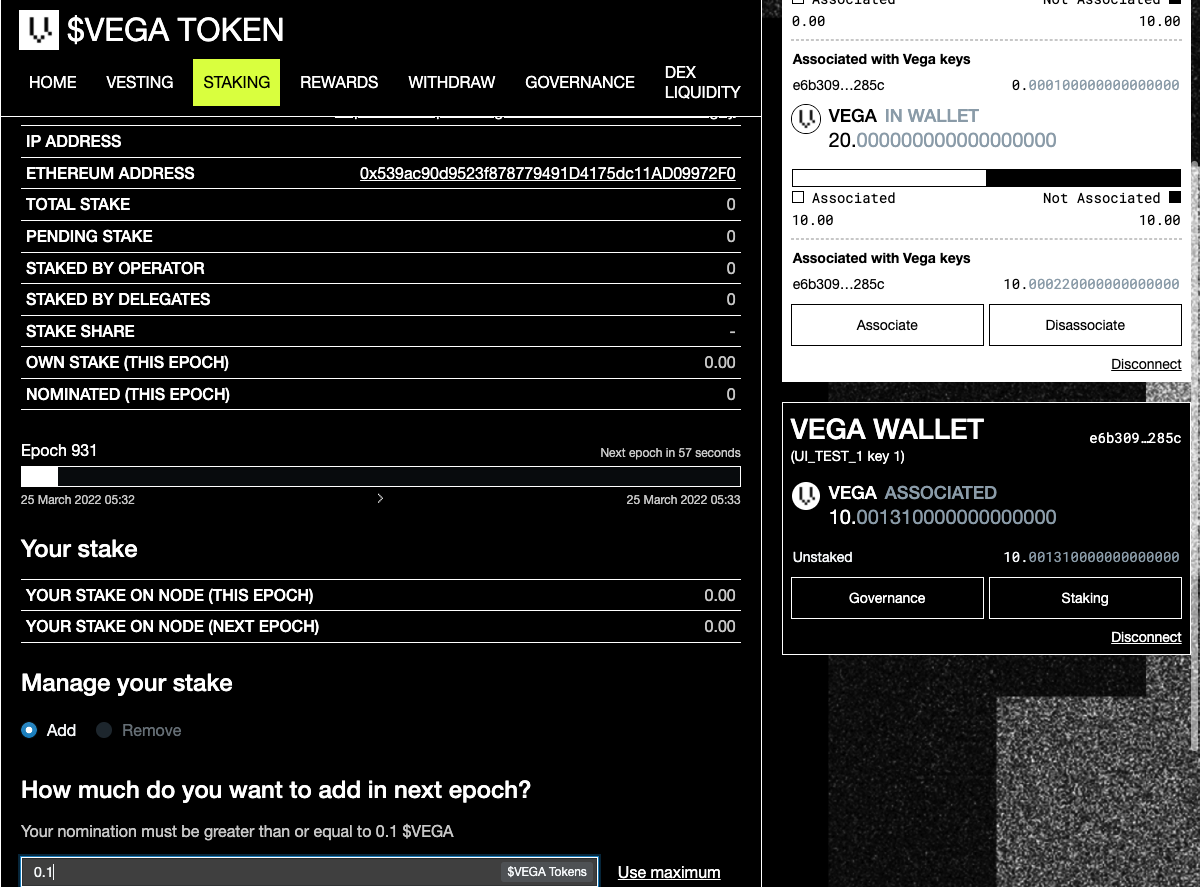 $VEGA TOKEN
HOME VESTING STAKING REWARDS WITHDRAW GOVERNANCE DEX LIQUIDITY
IP ADDRESS
ETHEREUM ADDRESS 0x539ac90d9523f878779491D4175dc11AD09972F0
TOTAL STAKE 0
PENDING STAKE 0
STAKED BY OPERATOR 0
STAKED BY DELEGATES 0
STAKE SHARE -
OWN STAKE (THIS EPOCH) 0.00
NOMINATED (THIS EPOCH) 0
Epoch 931 Next epoch in 57 seconds
25 March 2022 05:32 > 25 March 2022 05:33
Your stake
YOUR STAKE ON NODE (THIS EPOCH) 0.00
YOUR STAKE ON NODE (NEXT EPOCH) 0.00
Manage your stake
Add Remove
How much do you want to add in next epoch?
Your nomination must be greater than or equal to 0.1 $VEGA
0.1 $VEGA Tokens Use maximum
Associated Not Associated
0.00 10.00
Associated with Vega keys
e6b309…285c 0.000100000000000000
VEGA IN WALLET
20.000000000000000000
Associated Not Associated
10.00 10.00
Associated with Vega keys
e6b309…285c 10.000220000000000000
Associate Disassociate
Disconnect
VEGA WALLET e6b309…285c
(UI_TEST_1 key 1)
VEGA ASSOCIATED
10.001310000000000000
Unstaked 10.001310000000000000
Governance Staking
Disconnect